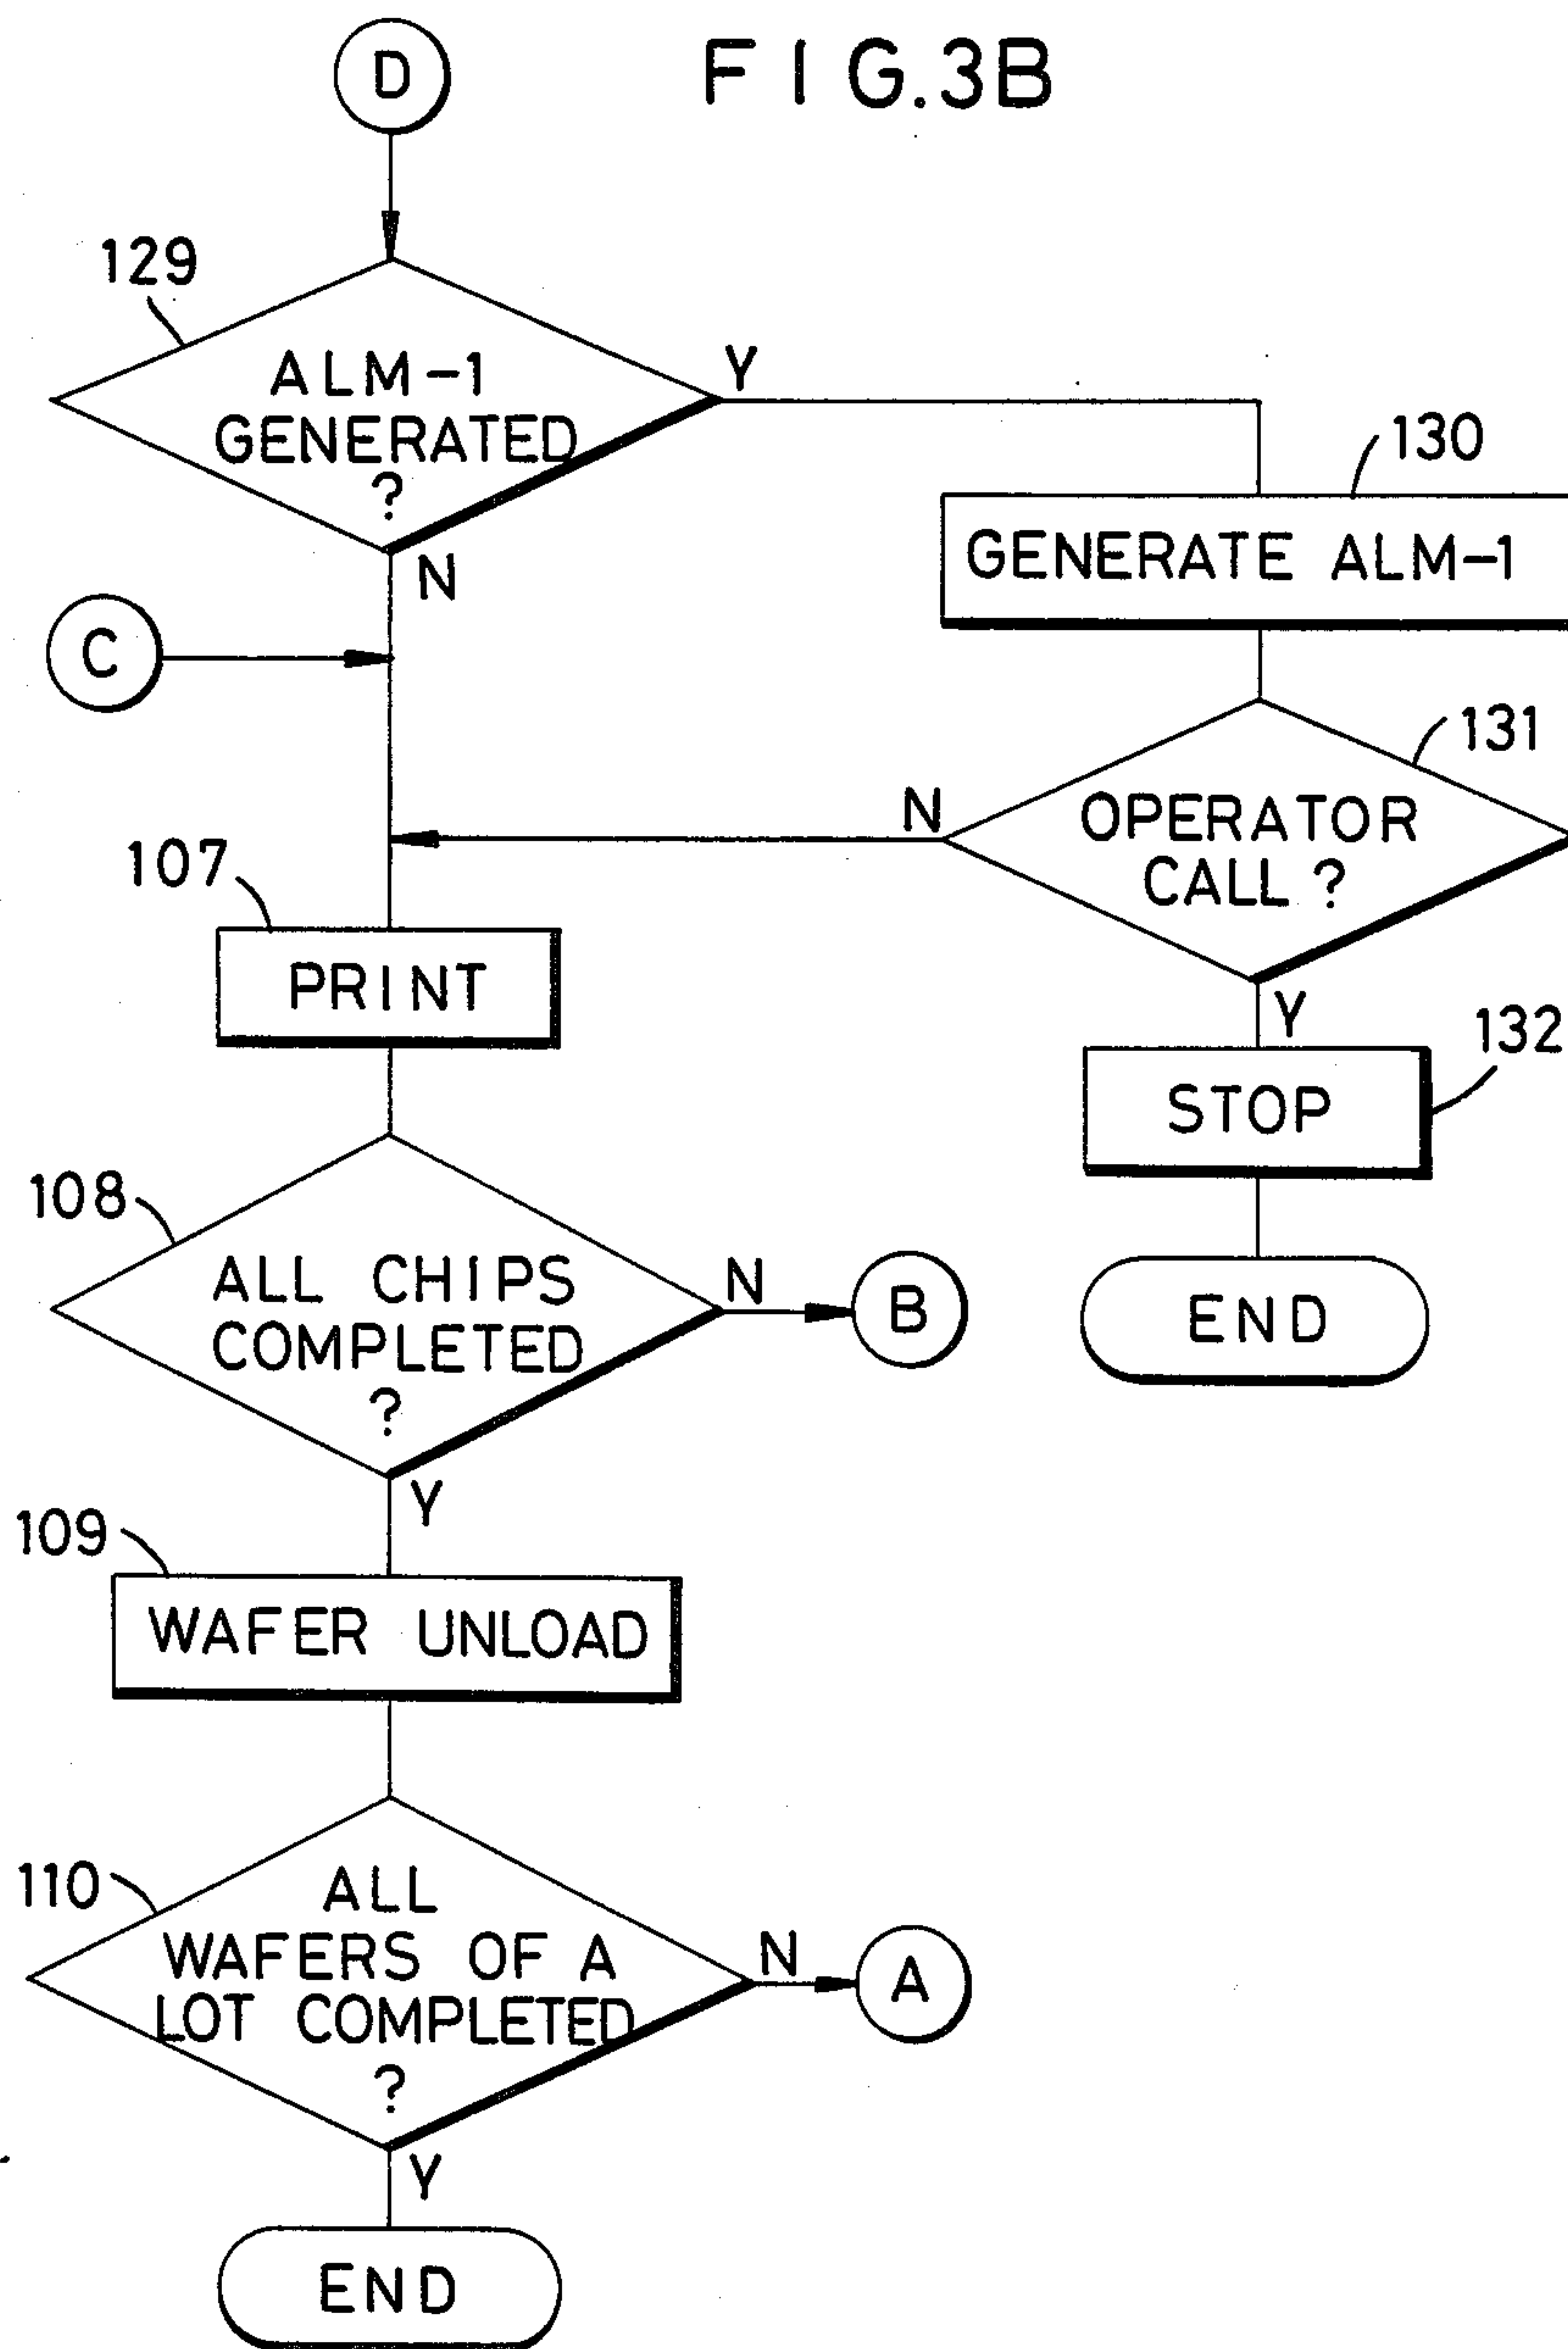 FIG.3B
D
129
ALM-1
GENERATED
?
Y
N
130
GENERATE ALM-1
C
131
OPERATOR
CALL ?
N
Y
107
PRINT
132
STOP
END
108
ALL CHIPS
COMPLETED
?
N
B
Y
109
WAFER UNLOAD
110
ALL
WAFERS OF A
LOT COMPLETED
?
N
A
Y
END